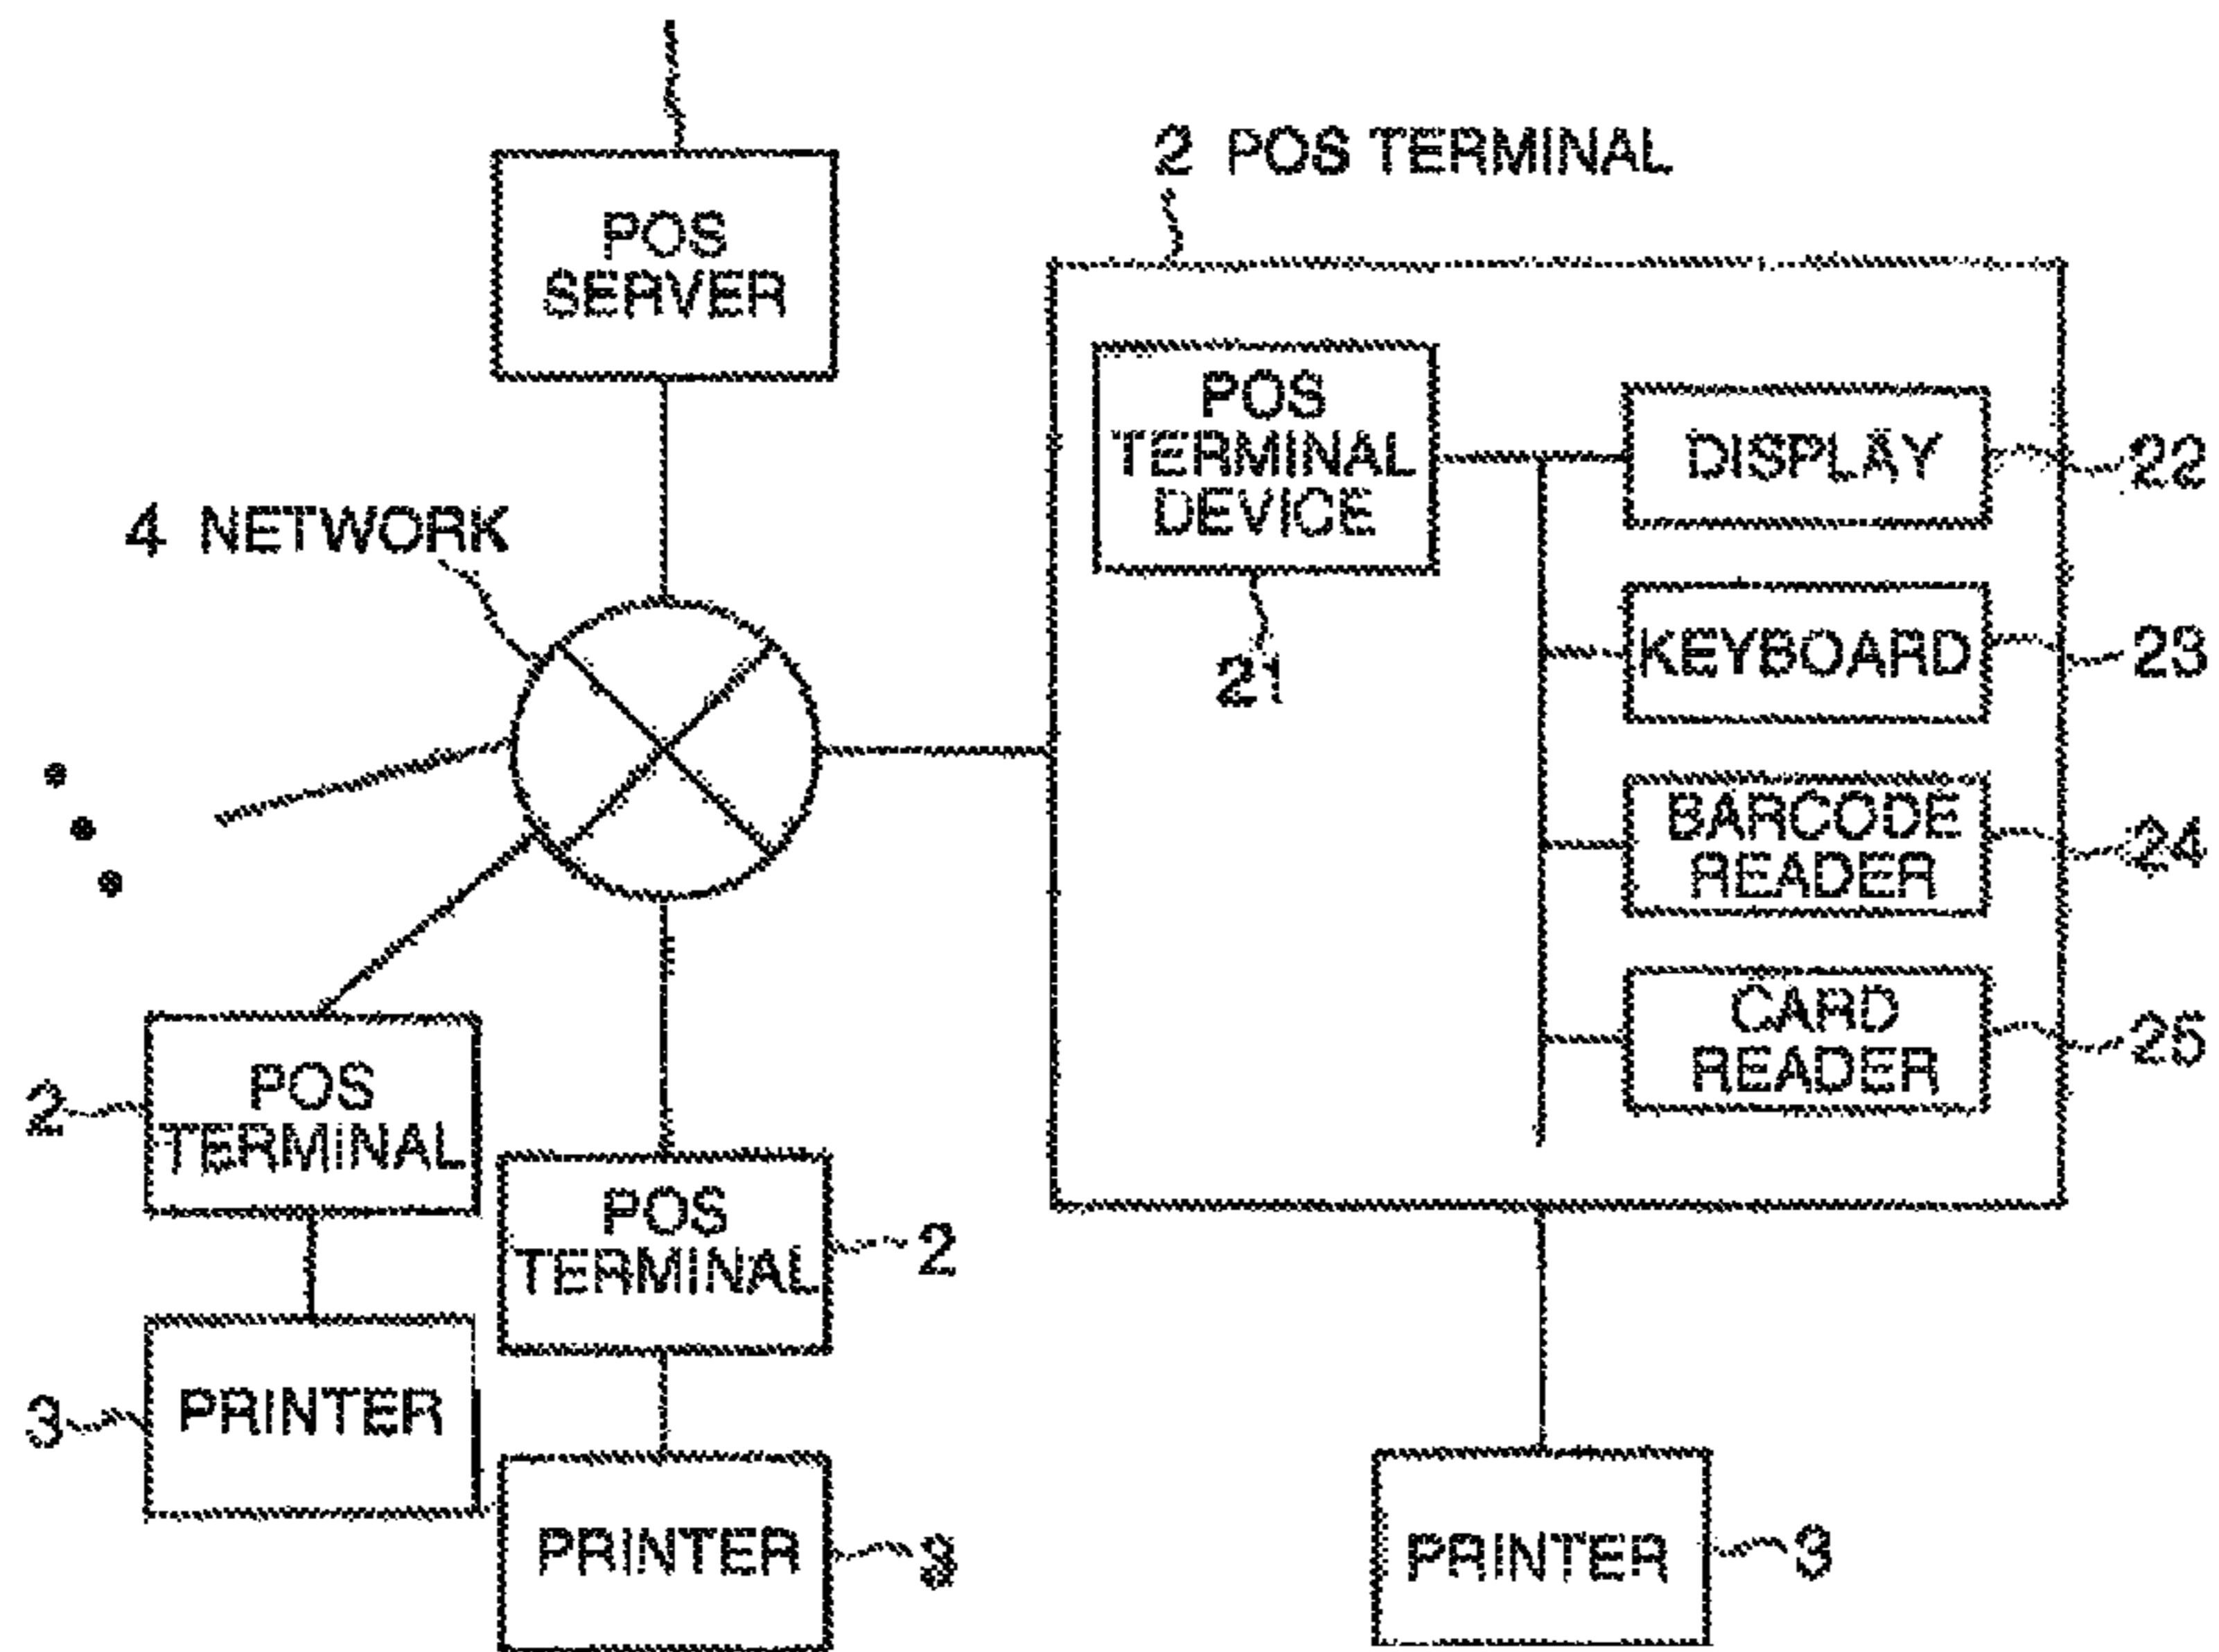 2 POS TERMINAL
POS
SERVER
POS
TERMINAL
DEVICE
21
DISPLAY
22
KEYBOARD
23
BARCODE
READER
24
CARD
READER
25
4 NETWORK
2
POS
TERMINAL
POS
TERMINAL
2
3
PRINTER
PRINTER
3
PRINTER
3